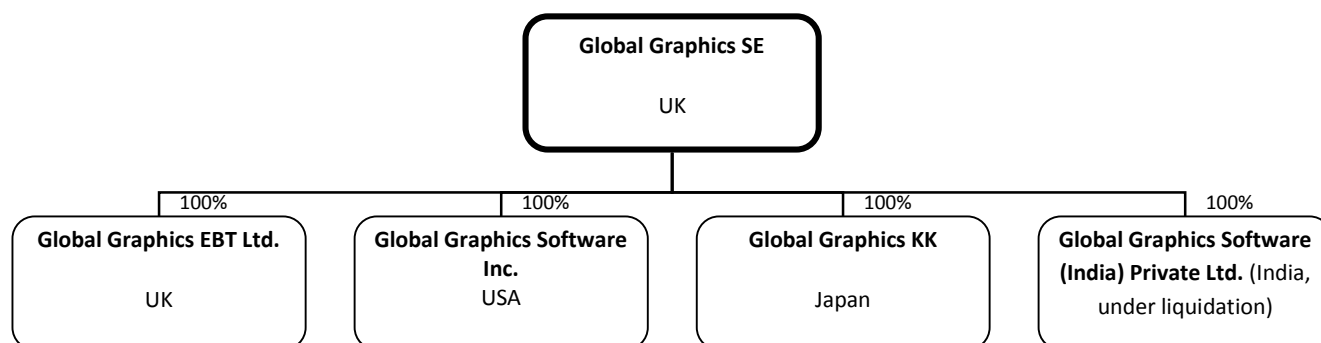 Global Graphics SE
UK
100%
100%
100%
100%
Global Graphics EBT Ltd.
UK
Global Graphics Software
Inc.
USA
Global Graphics KK
Japan
Global Graphics Software
(India) Private Ltd. (India,
under liquidation)